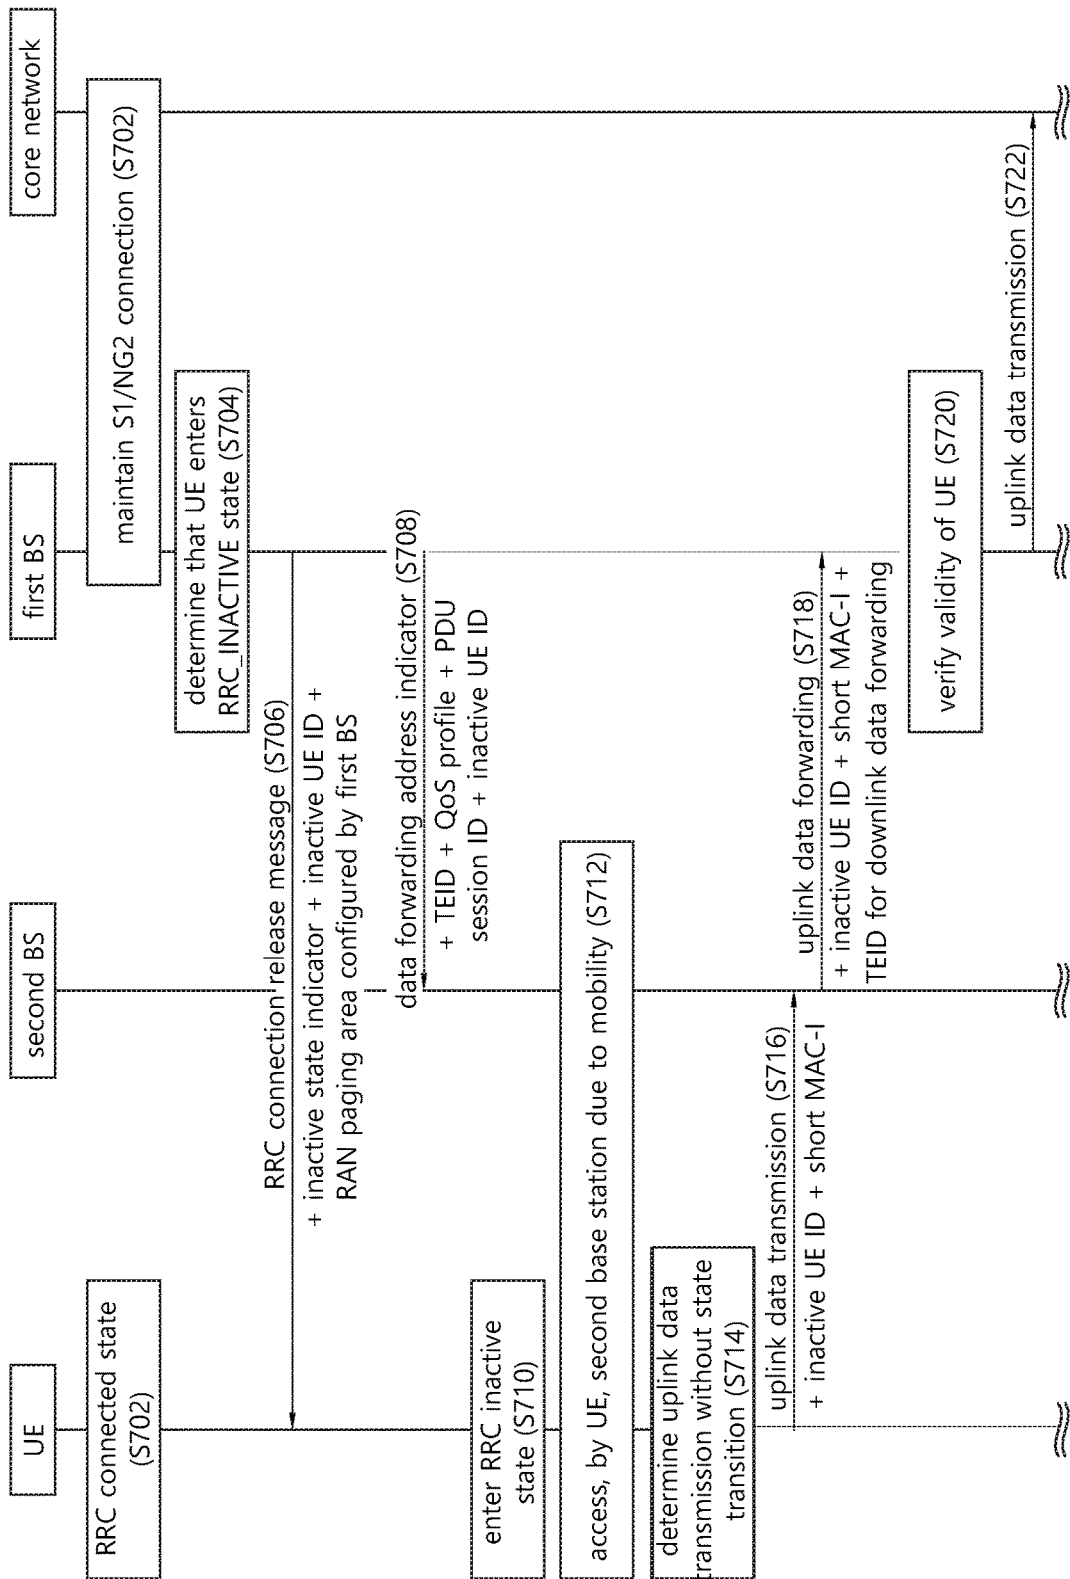 UE
second BS
first BS
core network
RRC connected state
(S702)
maintain S1/NG2 connection (S702)
determine that UE enters
RRC_INACTIVE state (S704)
RRC connection release message (S706)
+ inactive state indicator + inactive UE ID +
RAN paging area configured by first BS
data forwarding address indicator (S708)
+ TEID + QoS profile + PDU
session ID + inactive UE ID
enter RRC inactive
state (S710)
access, by UE, second base station due to mobility (S712)
determine uplink data
transmission without state
transition (S714)
uplink data transmission (S716)
+ inactive UE ID + short MAC-I
uplink data forwarding (S718)
+ inactive UE ID + short MAC-I +
TEID for downlink data forwarding
verify validity of UE (S720)
uplink data transmission (S722)